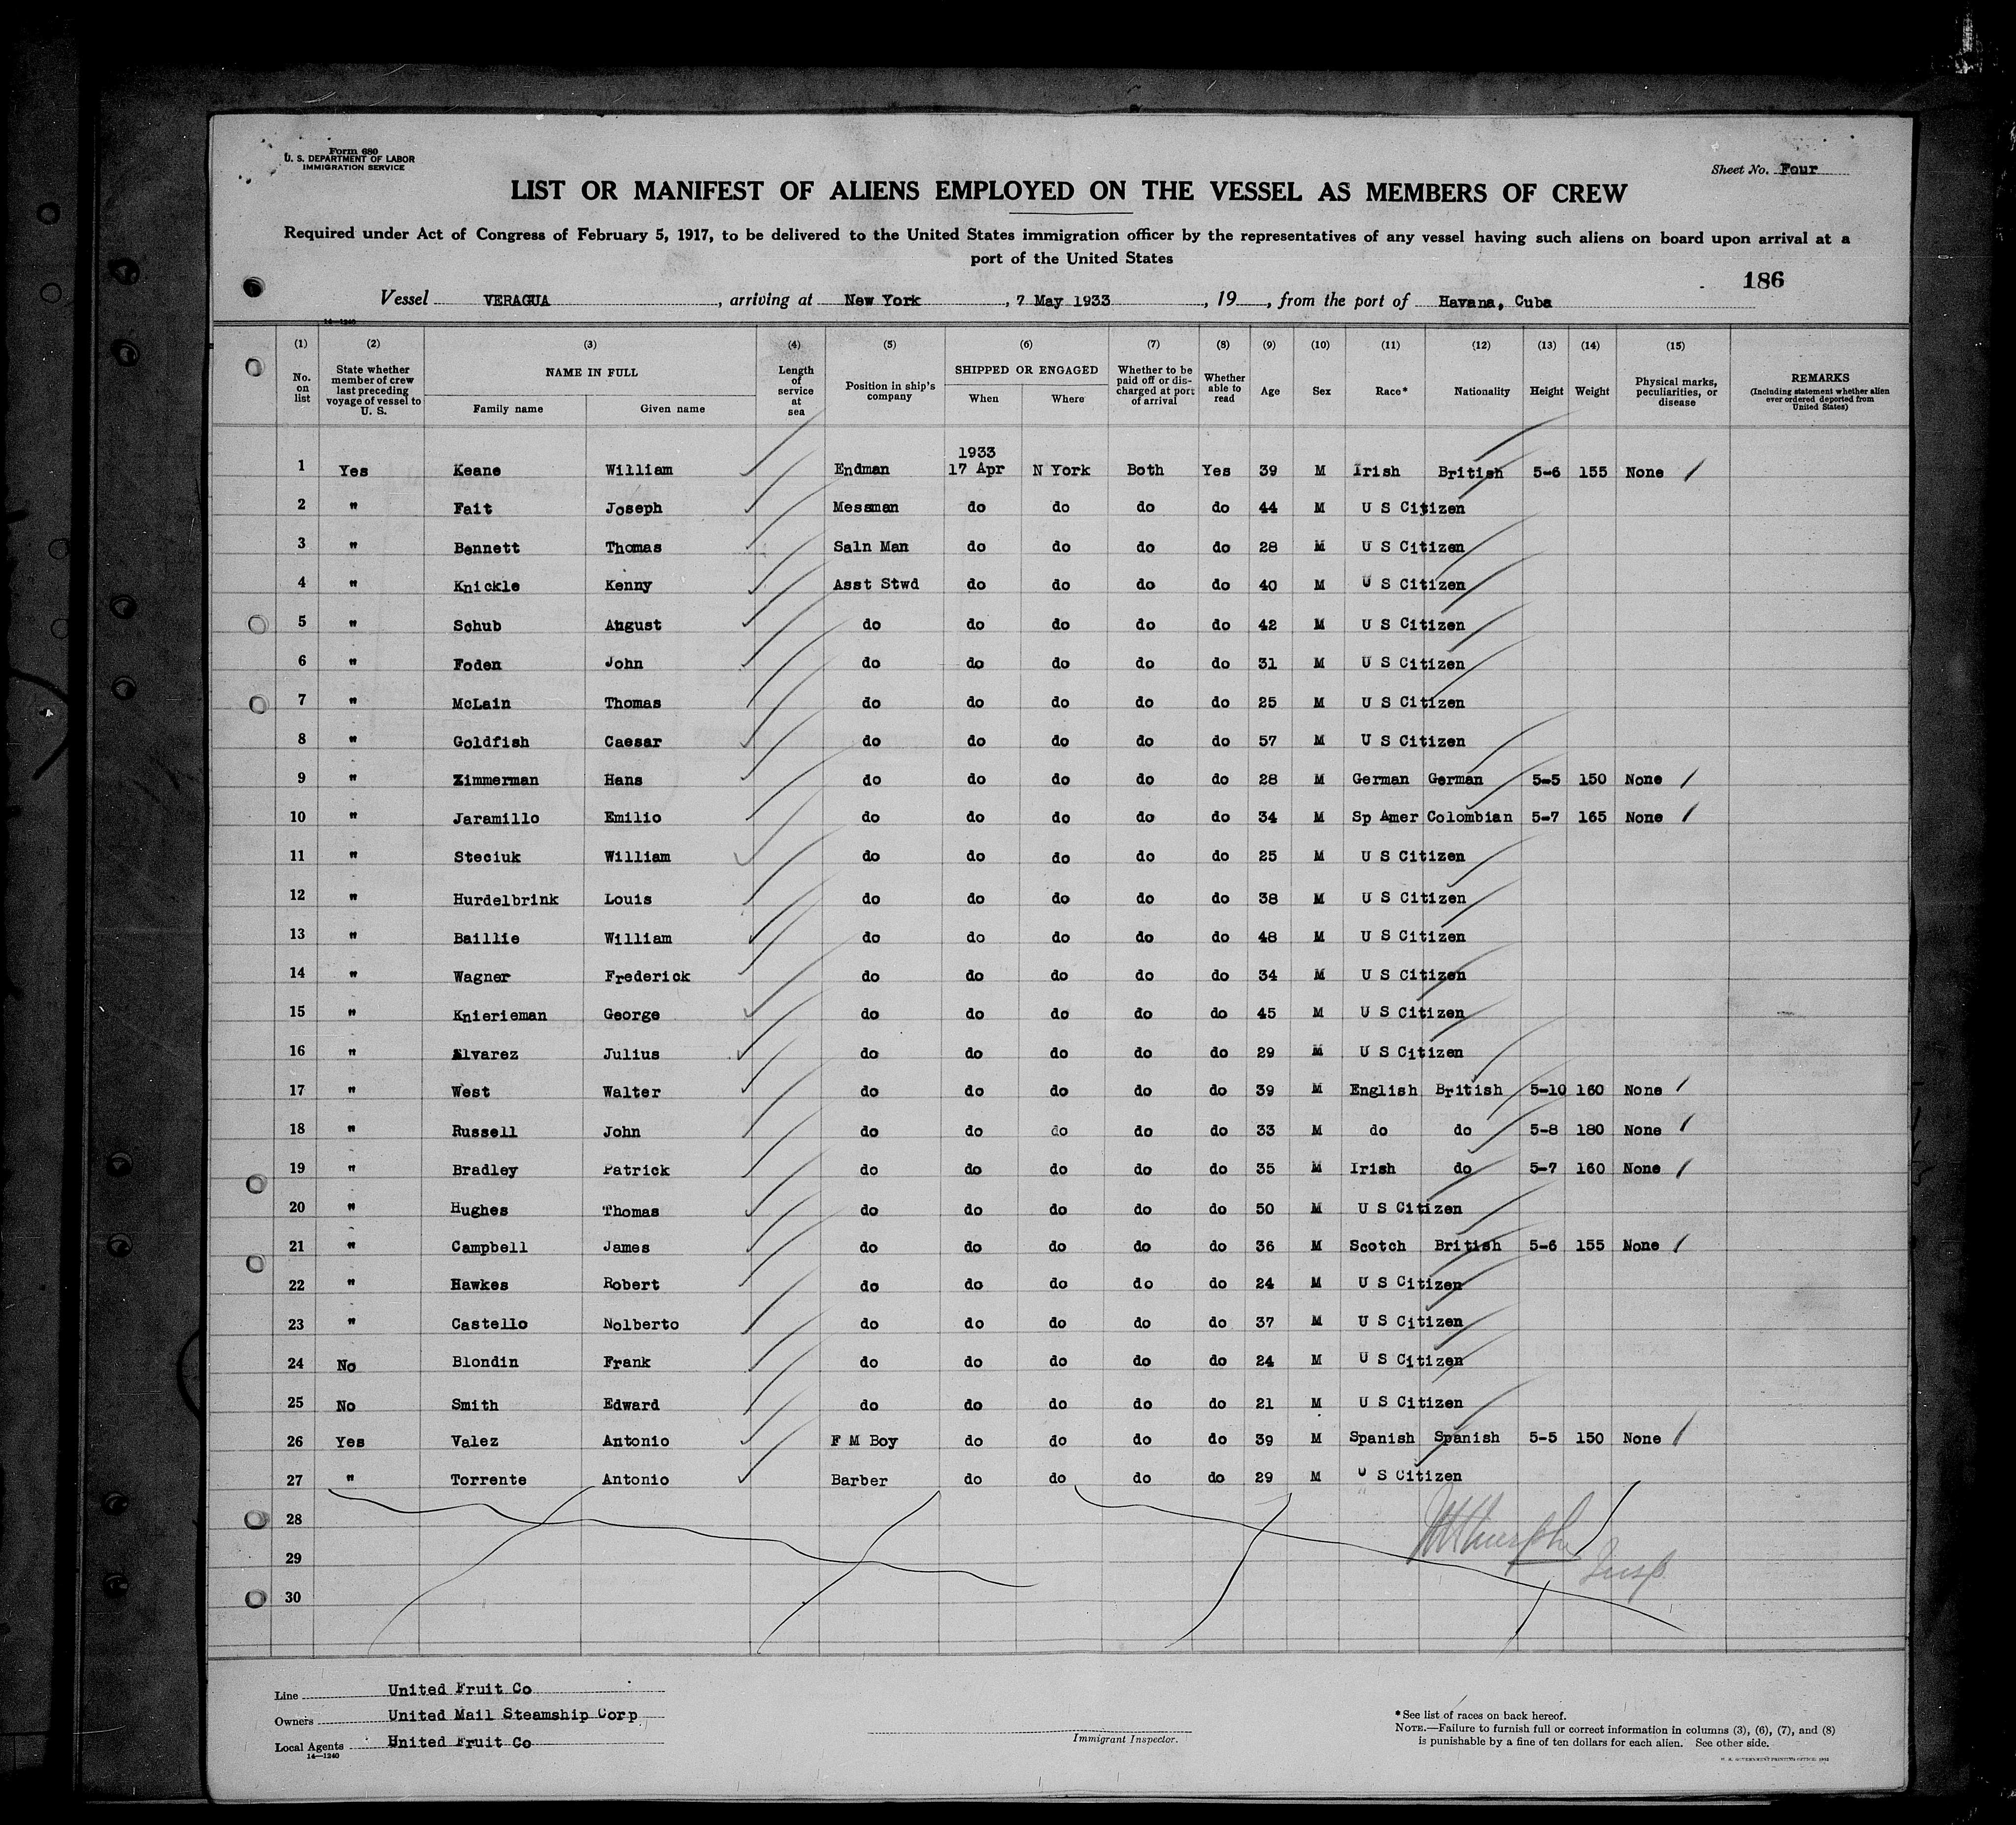 Form 680
U. S. DEPARTMENT OF LABOR
IMMIGRATION SERVICE
Sheet No. Four
LIST OR MANIFEST OF ALIENS EMPLOYED ON THE VESSEL AS MEMBERS OF CREW
Required under Act of Congress of February 5, 1917, to be delivered to the United States immigration officer by the representatives of any vessel having such aliens on board upon arrival at a
port of the United States
186
Vessel VERAGUA, arriving at New York, 7 May 1933, 19, from the port of Havana, Cuba
14—1240
(1) (2) (3) (4) (5) (6) (7) (8) (9) (10) (11) (12) (13) (14) (15)
No. on list State whether member of crew last preceding voyage of vessel to U. S. NAME IN FULL Family name Given name Length of service at sea Position in ship's company SHIPPED OR ENGAGED When Where Whether to be paid off or discharged at port of arrival Whether able to read Age Sex Race* Nationality Height Weight Physical marks, peculiarities, or disease REMARKS (Including statement whether alien ever ordered deported from United States)
1933
1 Yes Keane William Endman 17 Apr N York Both Yes 39 M Irish British 5-6 155 None
2 " Fait Joseph Messman do do do do 44 M U S Citizen
3 " Bennett Thomas Saln Man do do do do 28 M U S Citizen
4 " Knickle Kenny Asst Stwd do do do do 40 M U S Citizen
5 " Schub August do do do do do 42 M U S Citizen
6 " Foden John do do do do do 31 M U S Citizen
7 " McLain Thomas do do do do do 25 M U S Citizen
8 " Goldfish Caesar do do do do do 57 M U S Citizen
9 " Zimmerman Hans do do do do do 28 M German German 5-5 150 None
10 " Jaramillo Emilio do do do do do 34 M Sp Amer Colombian 5-7 165 None
11 " Steciuk William do do do do do 25 M U S Citizen
12 " Hurdelbrink Louis do do do do do 38 M U S Citizen
13 " Baillie William do do do do do 48 M U S Citizen
14 " Wagner Frederick do do do do do 34 M U S Citizen
15 " Knierieman George do do do do do 45 M U S Citizen
16 " Alvarez Julius do do do do do 29 M U S Citizen
17 " West Walter do do do do do 39 M English British 5-10 160 None
18 " Russell John do do do do do 33 M do do 5-8 180 None
19 " Bradley Patrick do do do do do 35 M Irish do 5-7 160 None
20 " Hughes Thomas do do do do do 50 M U S Citizen
21 " Campbell James do do do do do 36 M Scotch British 5-6 155 None
22 " Hawkes Robert do do do do do 24 M U S Citizen
23 " Castello Nolberto do do do do do 37 M U S Citizen
24 No Blondin Frank do do do do do 24 M U S Citizen
25 No Smith Edward do do do do do 21 M U S Citizen
26 Yes Valez Antonio F M Boy do do do do 39 M Spanish Spanish 5-5 150 None
27 " Torrente Antonio Barber do do do do 29 M U S Citizen
28
29
30
Insp
Line United Fruit Co
Owners United Mail Steamship Corp
Local Agents United Fruit Co
14—1240
Immigrant Inspector.
*See list of races on back hereof.
NOTE.—Failure to furnish full or correct information in columns (3), (6), (7), and (8)
is punishable by a fine of ten dollars for each alien. See other side.